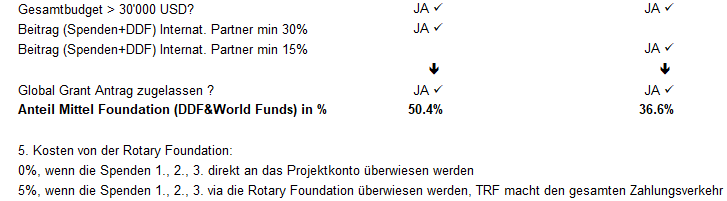 Gesamtbudget > 30'000 USD? JA ✓ JA ✓
Beitrag (Spenden+DDF) Internat. Partner min 30% JA ✓
Beitrag (Spenden+DDF) Internat. Partner min 15% JA ✓
🡻 🡻
Global Grant Antrag zugelassen ? JA ✓ JA ✓
Anteil Mittel Foundation (DDF&World Funds) in % 50.4% 36.6%
5. Kosten von der Rotary Foundation:
0%, wenn die Spenden 1., 2., 3. direkt an das Projektkonto überwiesen werden
5%, wenn die Spenden 1., 2., 3. via die Rotary Foundation überwiesen werden, TRF macht den gesamten Zahlungsverkehr